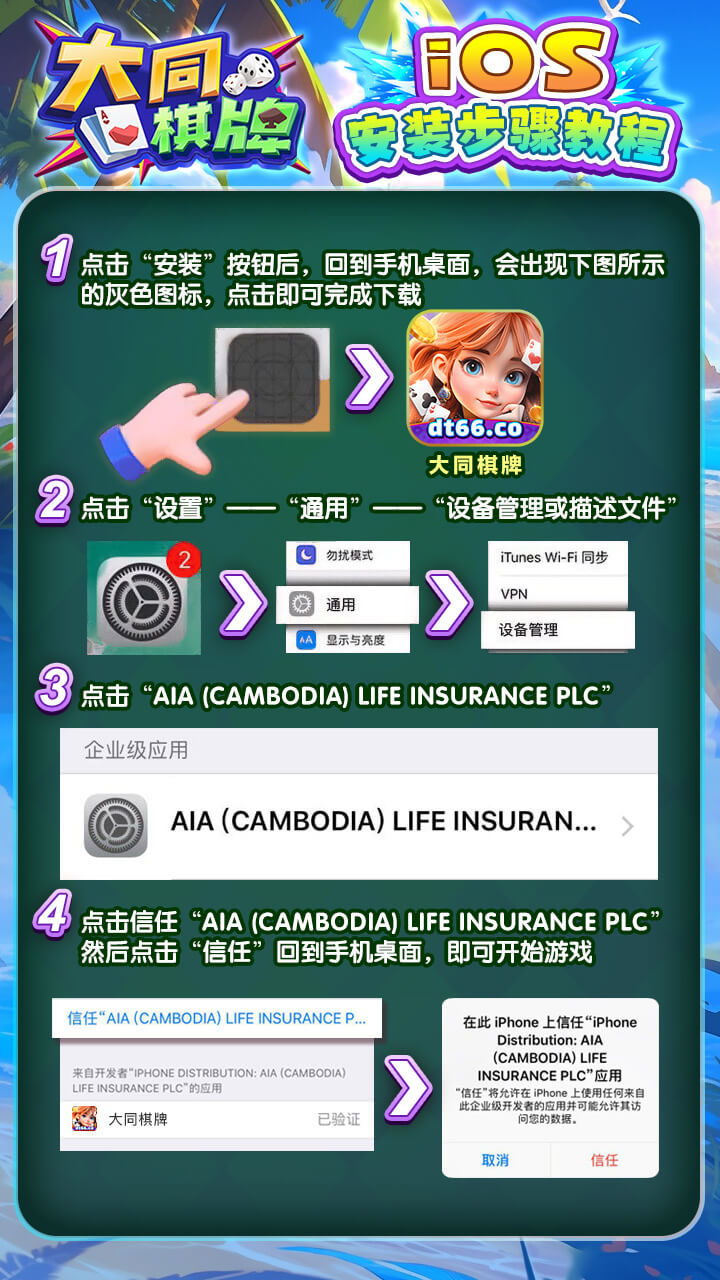 大同棋牌
iOS
安装步骤教程
1 点击“安装”按钮后，回到手机桌面，会出现下图所示
的灰色图标，点击即可完成下载
A
dt66.co
大同棋牌
2 点击“设置”——“通用”——“设备管理或描述文件”
2
勿扰模式
通用
AA 显示与亮度
iTunes Wi-Fi 同步
VPN
设备管理
3 点击“AIA (CAMBODIA) LIFE INSURANCE PLC”
企业级应用
AIA (CAMBODIA) LIFE INSURAN...
4 点击信任“AIA (CAMBODIA) LIFE INSURANCE PLC”
然后点击“信任”回到手机桌面，即可开始游戏
信任“AIA (CAMBODIA) LIFE INSURANCE P...
来自开发者“IPHONE DISTRIBUTION: AIA (CAMBODIA)
LIFE INSURANCE PLC”的应用
大同棋牌 已验证
在此 iPhone 上信任“iPhone
Distribution: AIA
(CAMBODIA) LIFE
INSURANCE PLC”应用
“信任”将允许在 iPhone 上使用任何来自
此企业级开发者的应用并可能允许其访
问您的数据。
取消 信任